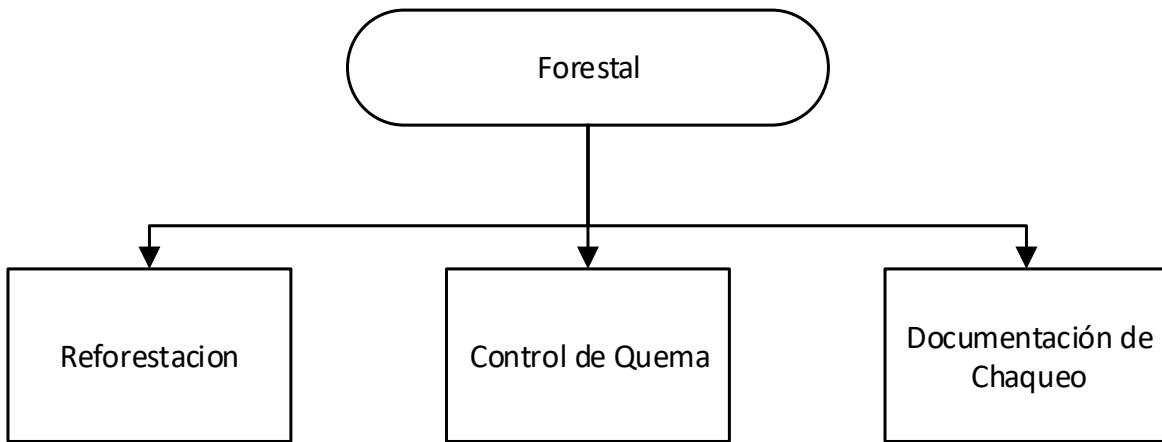 Forestal
Reforestacion
Control de Quema
Documentación de
Chaqueo